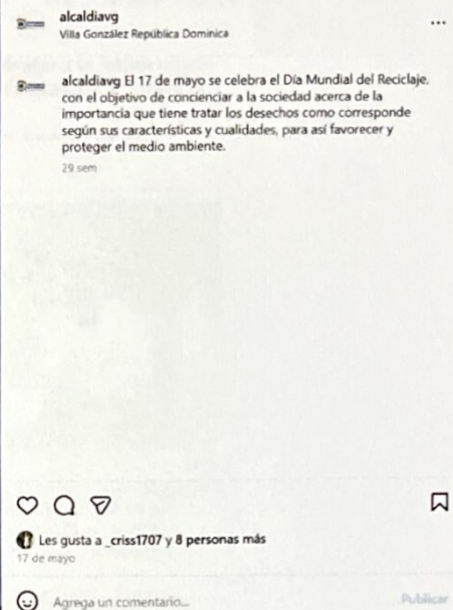 alcaldiavg
Villa González República Dominica
alcaldiavg El 17 de mayo se celebra el Día Mundial del Reciclaje,
con el objetivo de concienciar a la sociedad acerca de la
importancia que tiene tratar los desechos como corresponde
según sus características y cualidades, para así favorecer y
proteger el medio ambiente.
29 sem
Les gusta a _criss1707 y 8 personas más
17 de mayo
Agrega un comentario...
Publicar